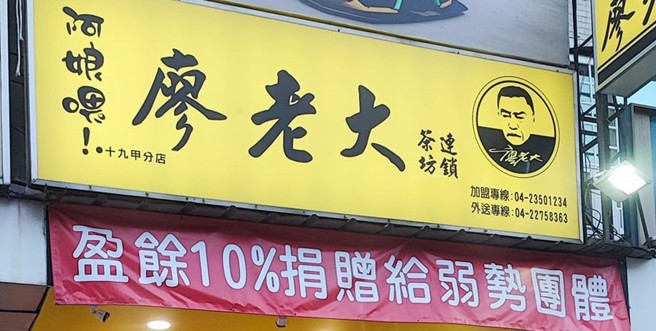 阿娘喂!
十九甲分店
廖老大
連鎖
茶坊
廖老大
加盟專線:04-23501234
外送專線:04-22758363
盈餘10%捐贈給弱勢團體
廖